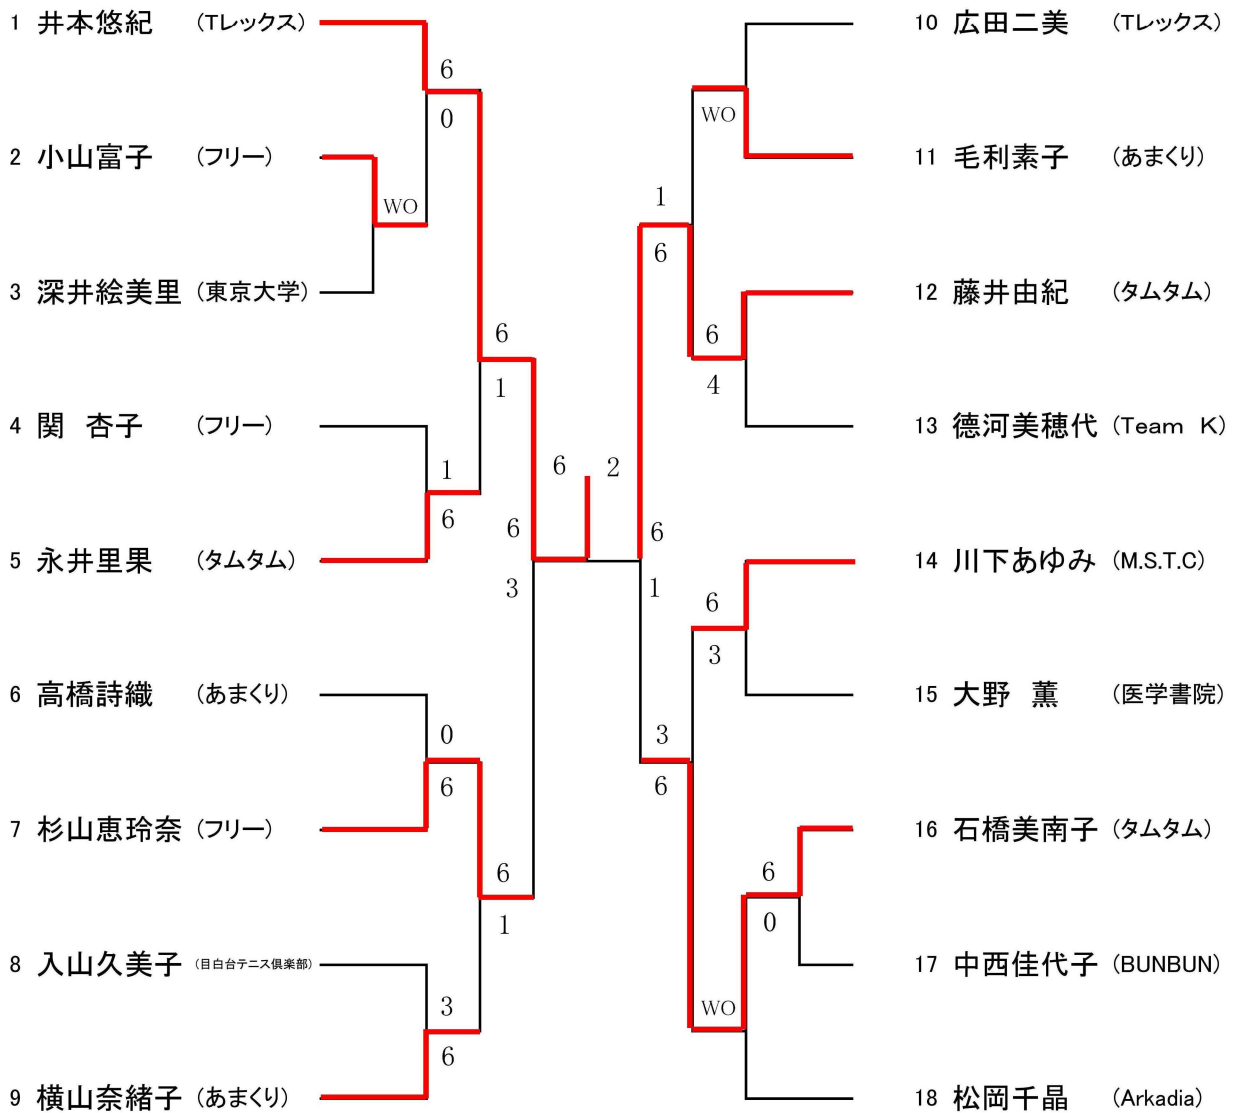 1 井本悠紀 (Tレックス)
6
0
2 小山富子 (フリー)
WO
3 深井絵美里 (東京大学)
6
1
4 関 杏子 (フリー)
1
6
5 永井里果 (タムタム)
6
3
6 高橋詩織 (あまくり)
0
6
7 杉山恵玲奈 (フリー)
6
1
8 入山久美子 (目白台テニス倶楽部)
3
6
9 横山奈緒子 (あまくり)
6 2
10 広田二美 (Tレックス)
WO
11 毛利素子 (あまくり)
1
6
12 藤井由紀 (タムタム)
6
4
13 德河美穂代 (Team K)
6
1
14 川下あゆみ (M.S.T.C)
6
3
15 大野 薫 (医学書院)
3
6
16 石橋美南子 (タムタム)
6
0
17 中西佳代子 (BUNBUN)
WO
18 松岡千晶 (Arkadia)